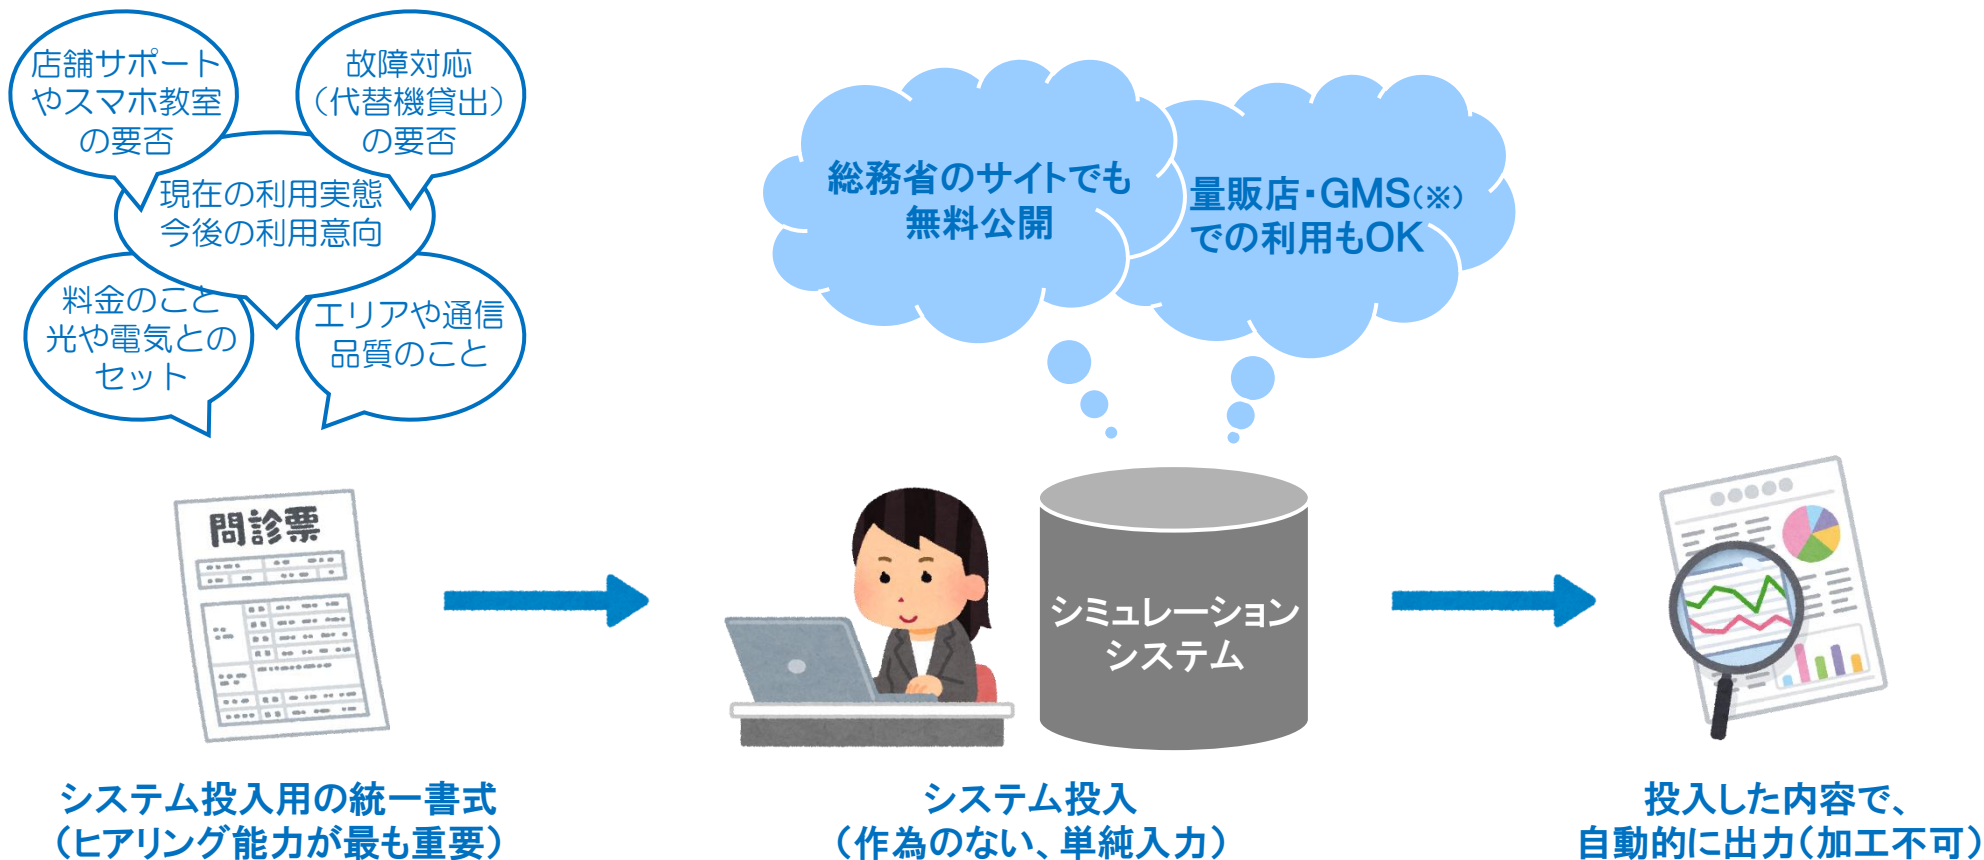 店舗サポート
やスマホ教室
の要否
故障対応
（代替機貸出）
の要否
現在の利用実態
今後の利用意向
料金のこと
光や電気との
セット
エリアや通信
品質のこと
総務省のサイトでも
無料公開
量販店・GMS（※）
での利用もOK
問診票
シミュレーション
システム
システム投入用の統一書式
（ヒアリング能力が最も重要）
システム投入
（作為のない、単純入力）
投入した内容で、
自動的に出力（加工不可）